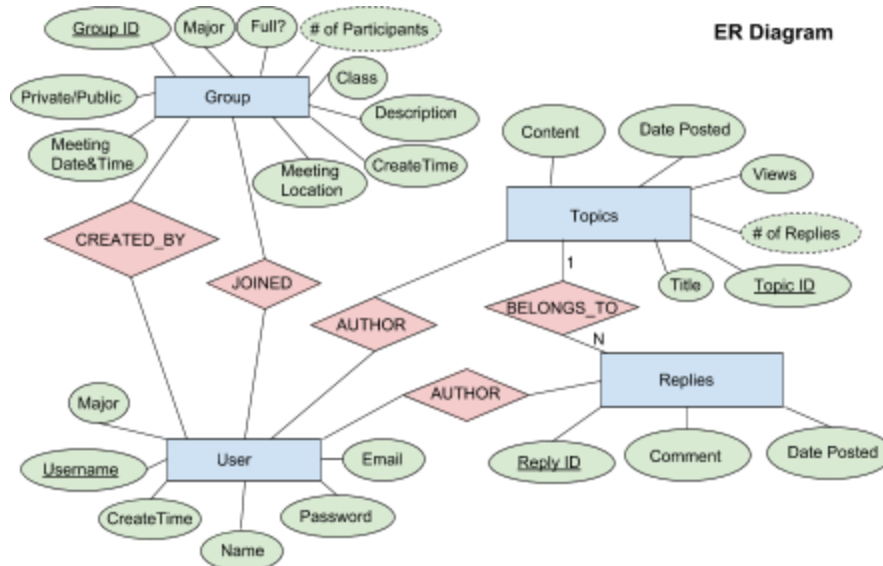 ER Diagram
Group ID
Major
Full?
# of Participants
Private/Public
Group
Class
Description
Meeting
Date&Time
Meeting
Location
CreateTime
Content
Date Posted
Views
Topics
# of Replies
Title
Topic ID
CREATED_BY
JOINED
AUTHOR
1
BELONGS_TO
N
Replies
AUTHOR
Reply ID
Comment
Date Posted
Major
Username
User
Email
CreateTime
Name
Password